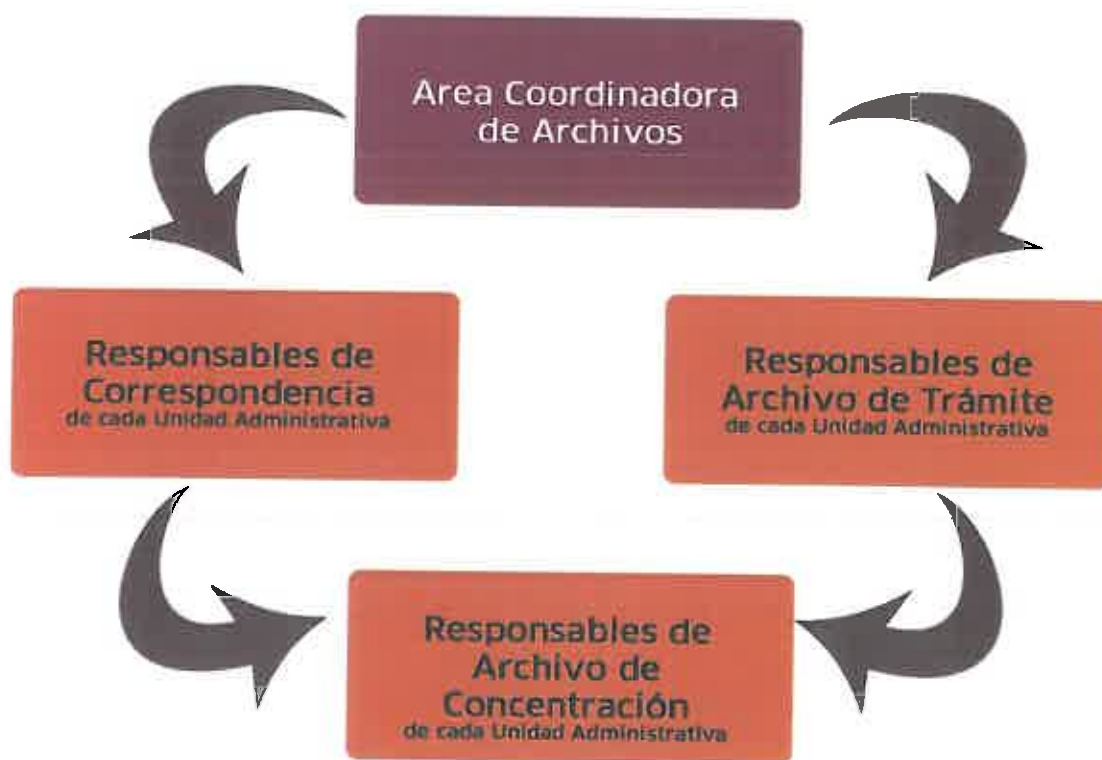 Area Coordinadora
de Archivos
Responsables de
Correspondencia
de cada Unidad Administrativa
Responsables de
Archivo de Trámite
de cada Unidad Administrativa
Responsables de
Archivo de
Concentración
de cada Unidad Administrativa